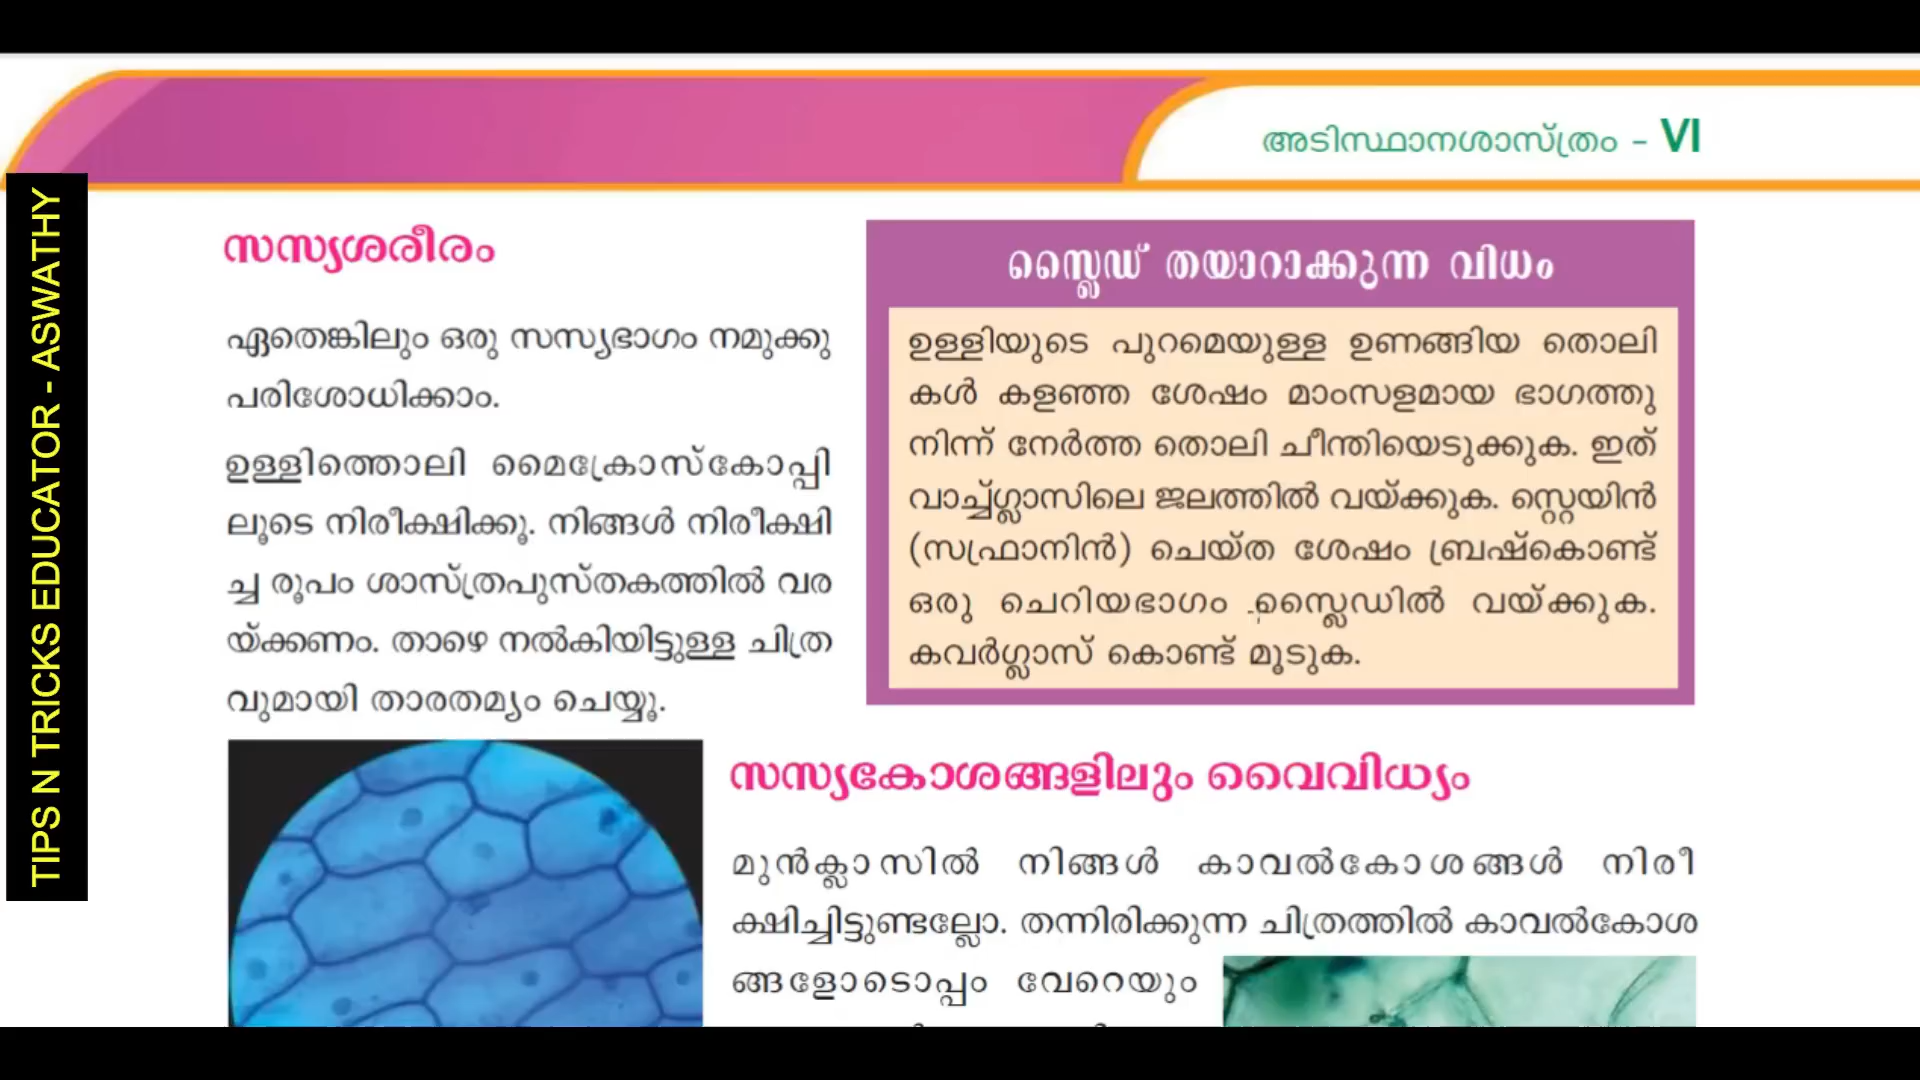 അടിസ്ഥാനശാസ്ത്രം - VI
TIPS N TRICKS EDUCATOR - ASWATHY
സസ്യശരീരം
ഏതെങ്കിലും ഒരു സസ്യഭാഗം നമുക്കു
പരിശോധിക്കാം.
ഉള്ളിത്തൊലി മൈക്രോസ്കോപ്പി
ലൂടെ നിരീക്ഷിക്കൂ. നിങ്ങൾ നിരീക്ഷി
ച്ച രൂപം ശാസ്ത്രപുസ്തകത്തിൽ വര
യ്ക്കണം. താഴെ നൽകിയിട്ടുള്ള ചിത്ര
വുമായി താരതമ്യം ചെയ്യൂ.
സ്ലൈഡ് തയാറാക്കുന്ന വിധം
ഉള്ളിയുടെ പുറമെയുള്ള ഉണങ്ങിയ തൊലി
കൾ കളഞ്ഞ ശേഷം മാംസളമായ ഭാഗത്തു
നിന്ന് നേർത്ത തൊലി ചീന്തിയെടുക്കുക. ഇത്
വാച്ച്ഗ്ലാസിലെ ജലത്തിൽ വയ്ക്കുക. സ്റ്റെയിൻ
(സഫ്രാനിൻ) ചെയ്ത ശേഷം ബ്രഷ്കൊണ്ട്
ഒരു ചെറിയഭാഗം സ്ലൈഡിൽ വയ്ക്കുക.
കവർഗ്ലാസ് കൊണ്ട് മൂടുക.
സസ്യകോശങ്ങളിലും വൈവിധ്യം
മുൻക്ലാസിൽ നിങ്ങൾ കാവൽകോശങ്ങൾ നിരീ
ക്ഷിച്ചിട്ടുണ്ടല്ലോ. തന്നിരിക്കുന്ന ചിത്രത്തിൽ കാവൽകോശ
ങ്ങളോടൊപ്പം വേറെയും